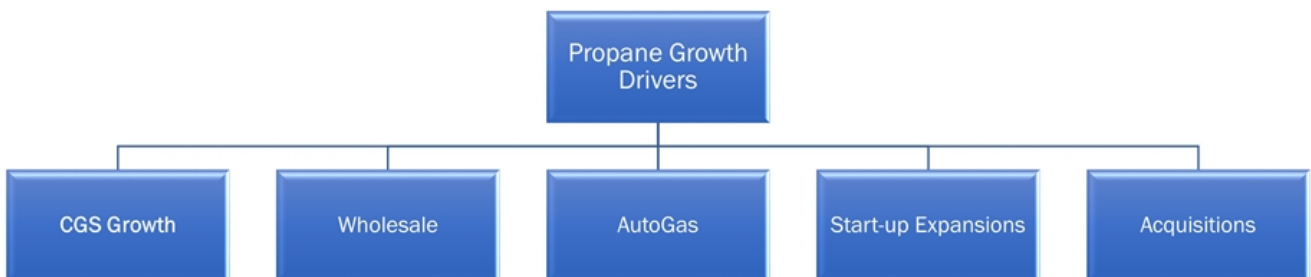 Propane Growth
Drivers
CGS Growth
Wholesale
AutoGas
Start-up Expansions
Acquisitions